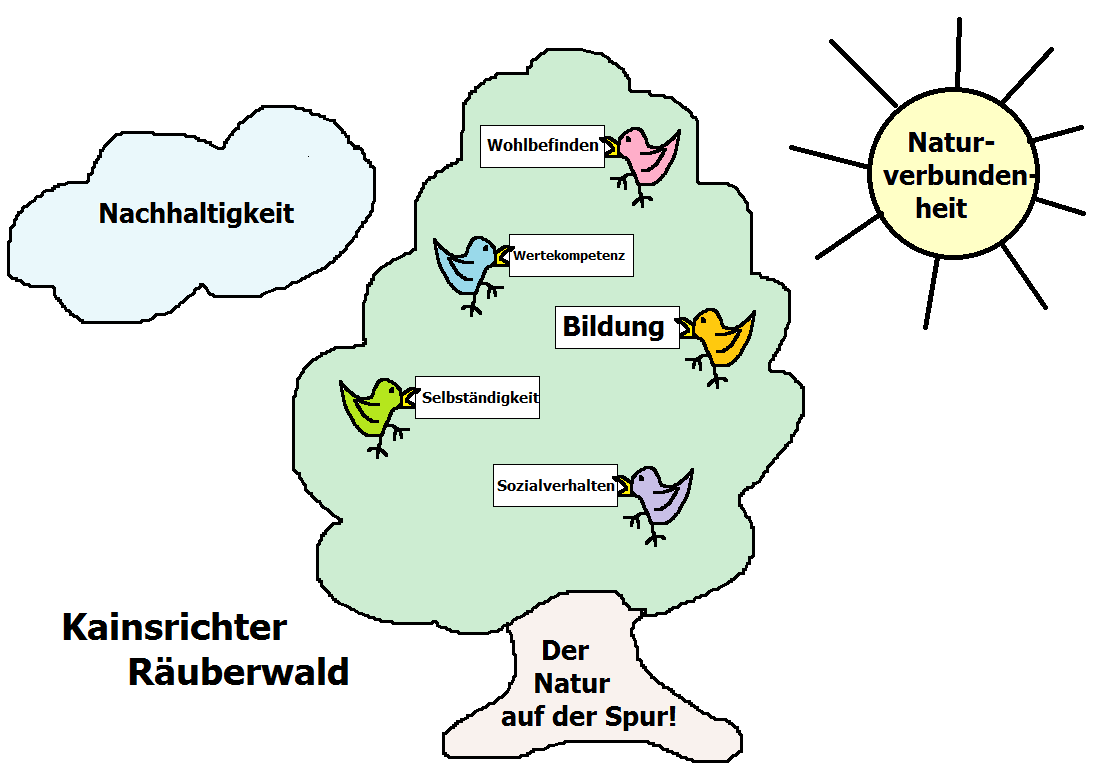 Nachhaltigkeit
Natur-
verbunden-
heit
Wohlbefinden
Wertekompetenz
Bildung
Selbständigkeit
Sozialverhalten
Kainsrichter
Räuberwald
Der
Natur
auf der Spur!